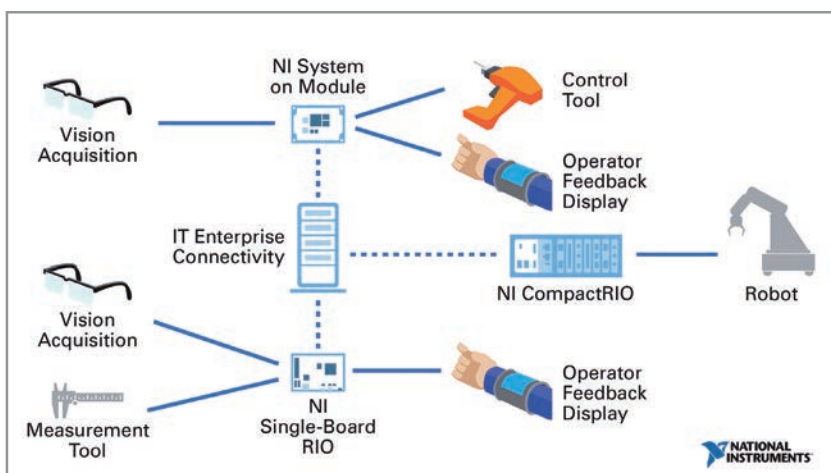 NI System
on Module
Control
Tool
Vision
Acquisition
Operator
Feedback
Display
IT Enterprise
Connectivity
NI CompactRIO
Robot
Vision
Acquisition
Operator
Feedback
Display
Measurement
Tool
NI
Single-Board
RIO
NATIONAL
INSTRUMENTS